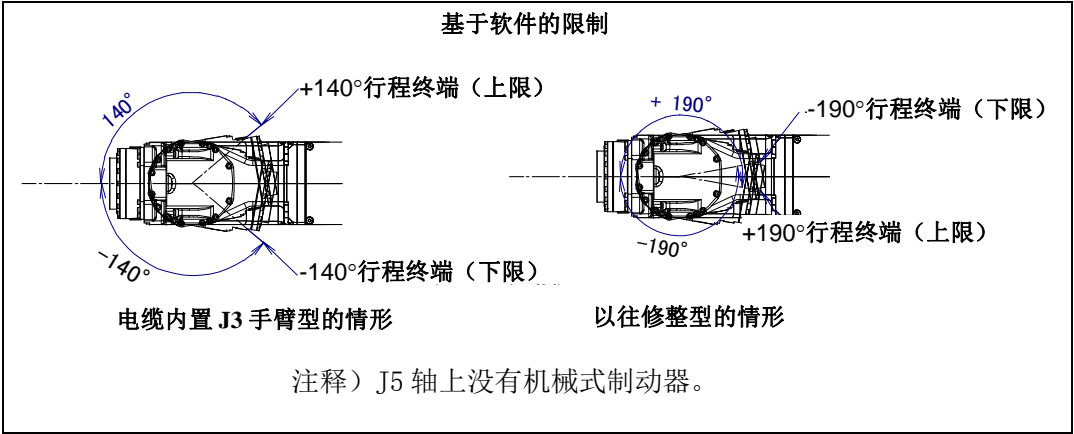 基于软件的限制
140°
+140°行程终端（上限）
-140°
-140°行程终端（下限）
电缆内置 J3 手臂型的情形
+ 190°
-190°行程终端（下限）
-190°
+190°行程终端（上限）
以往修整型的情形
注释）J5 轴上没有机械式制动器。